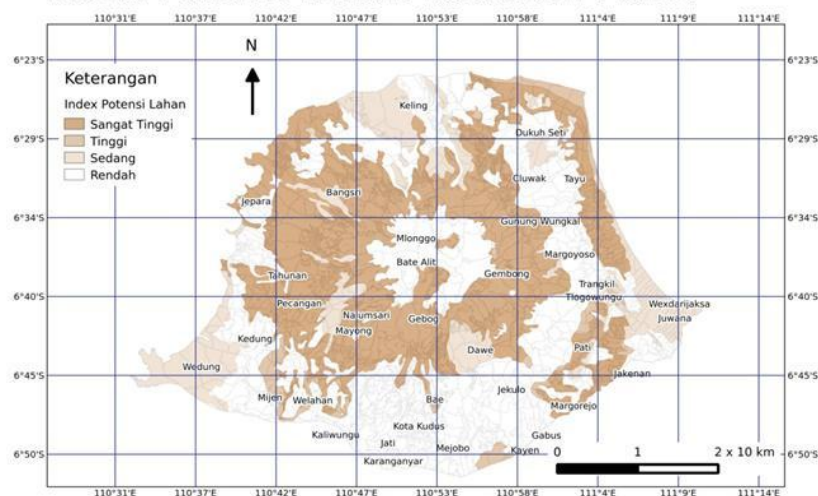 110°31'E 110°37'E 110°42'E 110°47'E 110°53'E 110°58'E 111°4'E 111°9'E 111°14'E
6°23'S 6°23'S
N
Keterangan
Index Potensi Lahan
Sangat Tinggi
Tinggi
Sedang
Rendah
Keling
6°29'S 6°29'S
Dukuh Seti
Cluwak Tayu
Bangsri
Jepara
6°34'S 6°34'S
Gunung Wungkal
Mlonggo
Margoyoso
Bate Alit
Tahunan Gembong
Trangkil
6°40'S Tlogowungu 6°40'S
Pecangan Wexdarijaksa
Nalumsari Gebog Juwana
Mayong
Kedung Dawe Pati
Wedung
6°45'S Jakenan 6°45'S
Jekulo
Mijen Welahan Bae Margorejo
Kota Kudus
Kaliwungu Gabus
Jati Mejobo Kayen
0 1 2 x 10 km
6°50'S Karanganyar 6°50'S
110°31'E 110°37'E 110°42'E 110°47'E 110°53'E 110°58'E 111°4'E 111°9'E 111°14'E